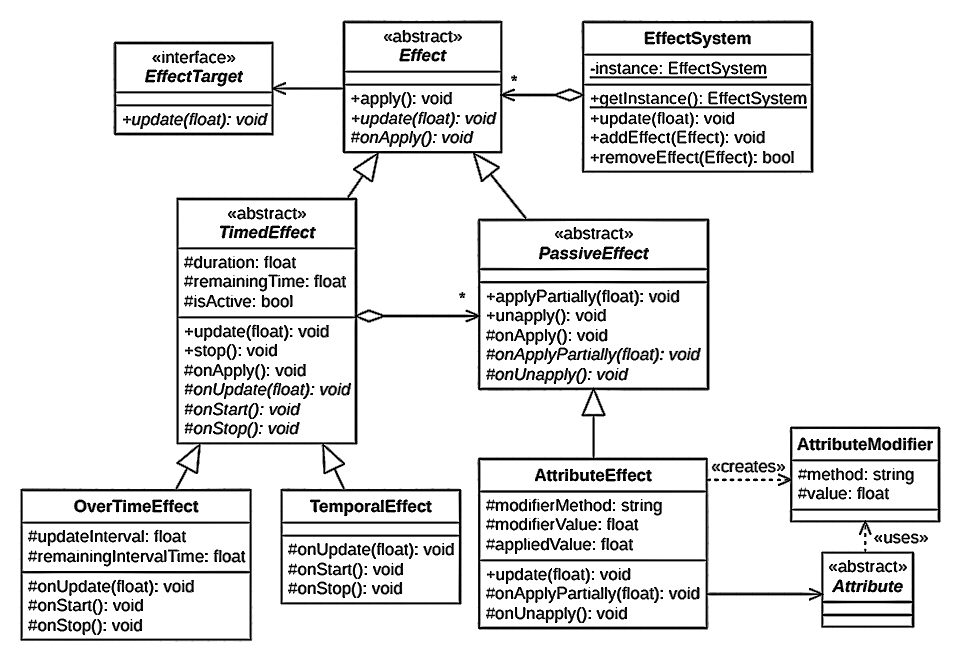 «interface»
EffectTarget
+update(float): void
«abstract»
Effect
+apply(): void
+update(float): void
#onApply(): void
*
EffectSystem
-instance: EffectSystem
+getInstance(): EffectSystem
+update(float): void
+addEffect(Effect): void
+removeEffect(Effect): bool
«abstract»
TimedEffect
#duration: float
#remainingTime: float
#isActive: bool
+update(float): void
+stop(): void
#onApply(): void
#onUpdate(float): void
#onStart(): void
#onStop(): void
*
«abstract»
PassiveEffect
+applyPartially(float): void
+unapply(): void
#onApply(): void
#onApplyPartially(float): void
#onUnapply(): void
OverTimeEffect
#updateInterval: float
#remainingIntervalTime: float
#onUpdate(float): void
#onStart(): void
#onStop(): void
TemporalEffect
#onUpdate(float): void
#onStart(): void
#onStop(): void
AttributeEffect
#modifierMethod: string
#modifierValue: float
#appliedValue: float
+update(float): void
#onApplyPartially(float): void
#onUnapply(): void
«creates»
AttributeModifier
#method: string
#value: float
«uses»
«abstract»
Attribute